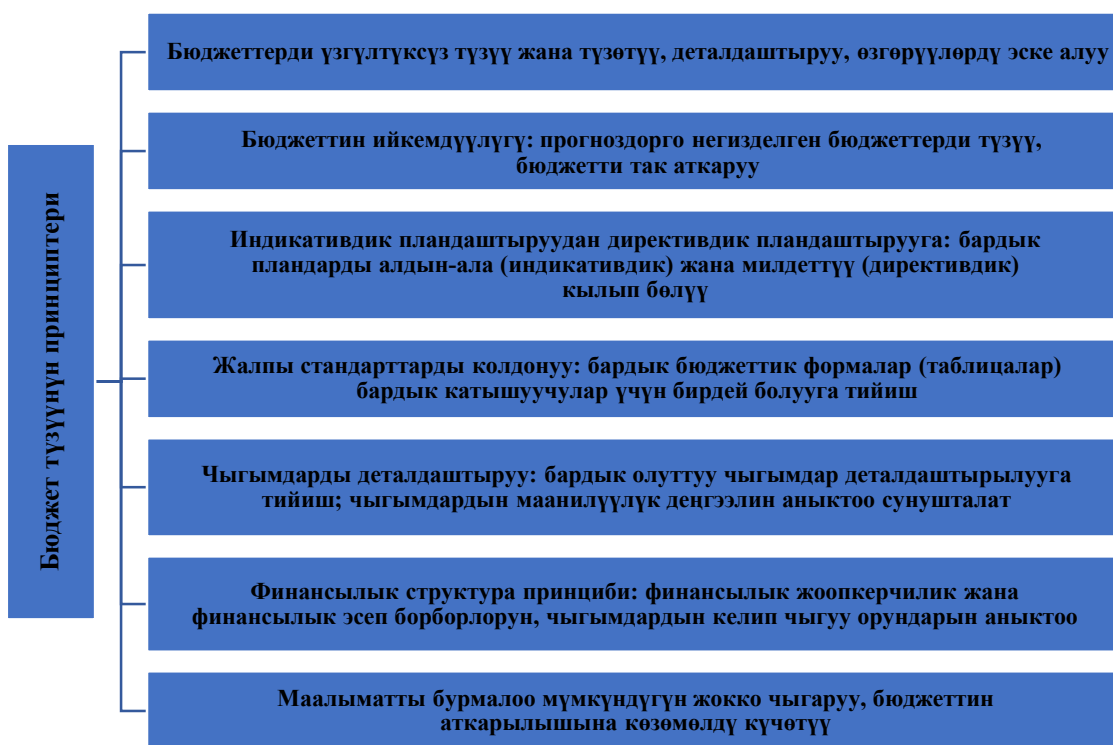 Бюджет түзүүнүн принциптери
Бюджеттерди үзгүлтүксүз түзүү жана түзөтүү, деталдаштыруу, өзгөрүүлөрдү эске алуу
Бюджеттин ийкемдүүлүгү: прогноздорго негизделген бюджеттерди түзүү,
бюджетти так аткаруу
Индикативдик пландаштыруудан директивдик пландаштырууга: бардык
пландарды алдын-ала (индикативдик) жана милдеттүү (директивдик)
кылып бөлүү
Жалпы стандарттарды колдонуу: бардык бюджеттик формалар (таблицалар)
бардык катышуучулар үчүн бирдей болууга тийиш
Чыгымдарды деталдаштыруу: бардык олуттуу чыгымдар деталдаштырылууга
тийиш; чыгымдардын маанилүүлүк деңгээлин аныктоо сунушталат
Финансылык структура принциби: финансылык жоопкерчилик жана
финансылык эсеп борборлорун, чыгымдардын келип чыгуу орундарын аныктоо
Маалыматты бурмалоо мүмкүндүгүн жокко чыгаруу, бюджеттин
аткарылышына көзөмөлдү күчөтүү